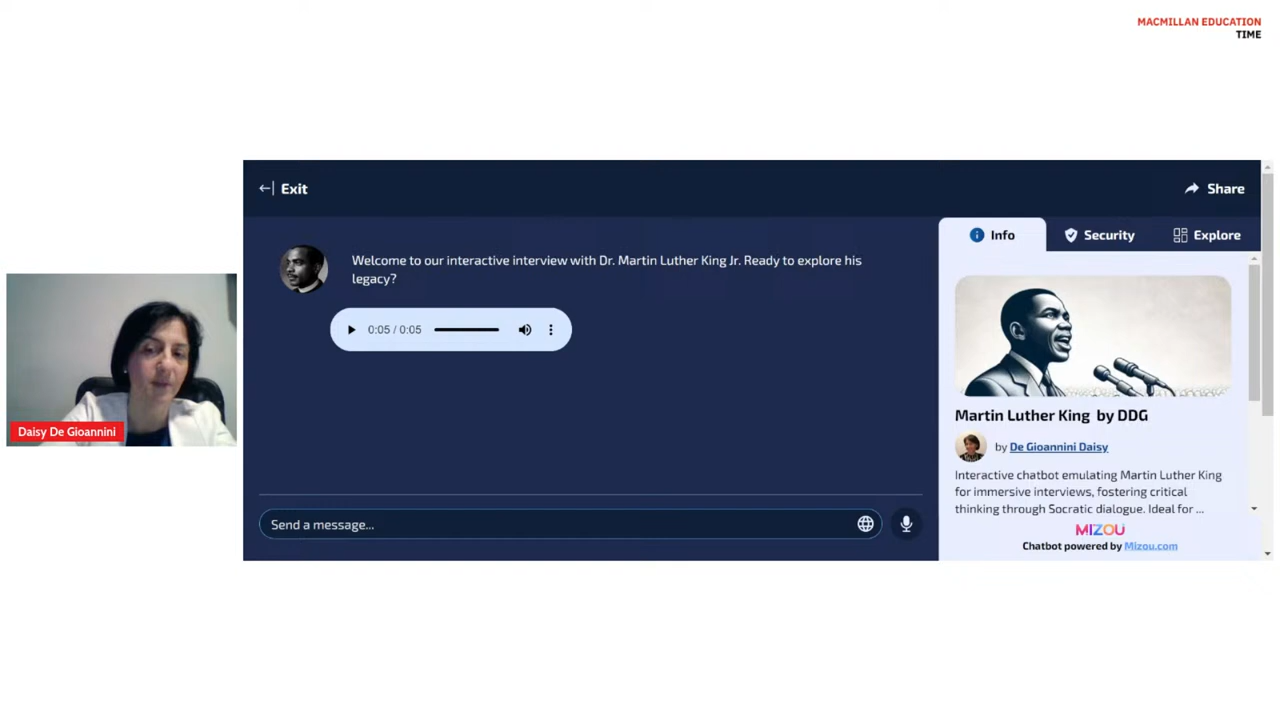 MACMILLAN EDUCATION
TIME
Exit
Share
Welcome to our interactive interview with Dr. Martin Luther King Jr. Ready to explore his
legacy?
0:05 / 0:05
Send a message...
Info
Security
Explore
Martin Luther King by DDG
by De Gioannini Daisy
Interactive chatbot emulating Martin Luther King
for immersive interviews, fostering critical
thinking through Socratic dialogue. Ideal for ...
MIZOU
Chatbot powered by Mizou.com
Daisy De Gioannini